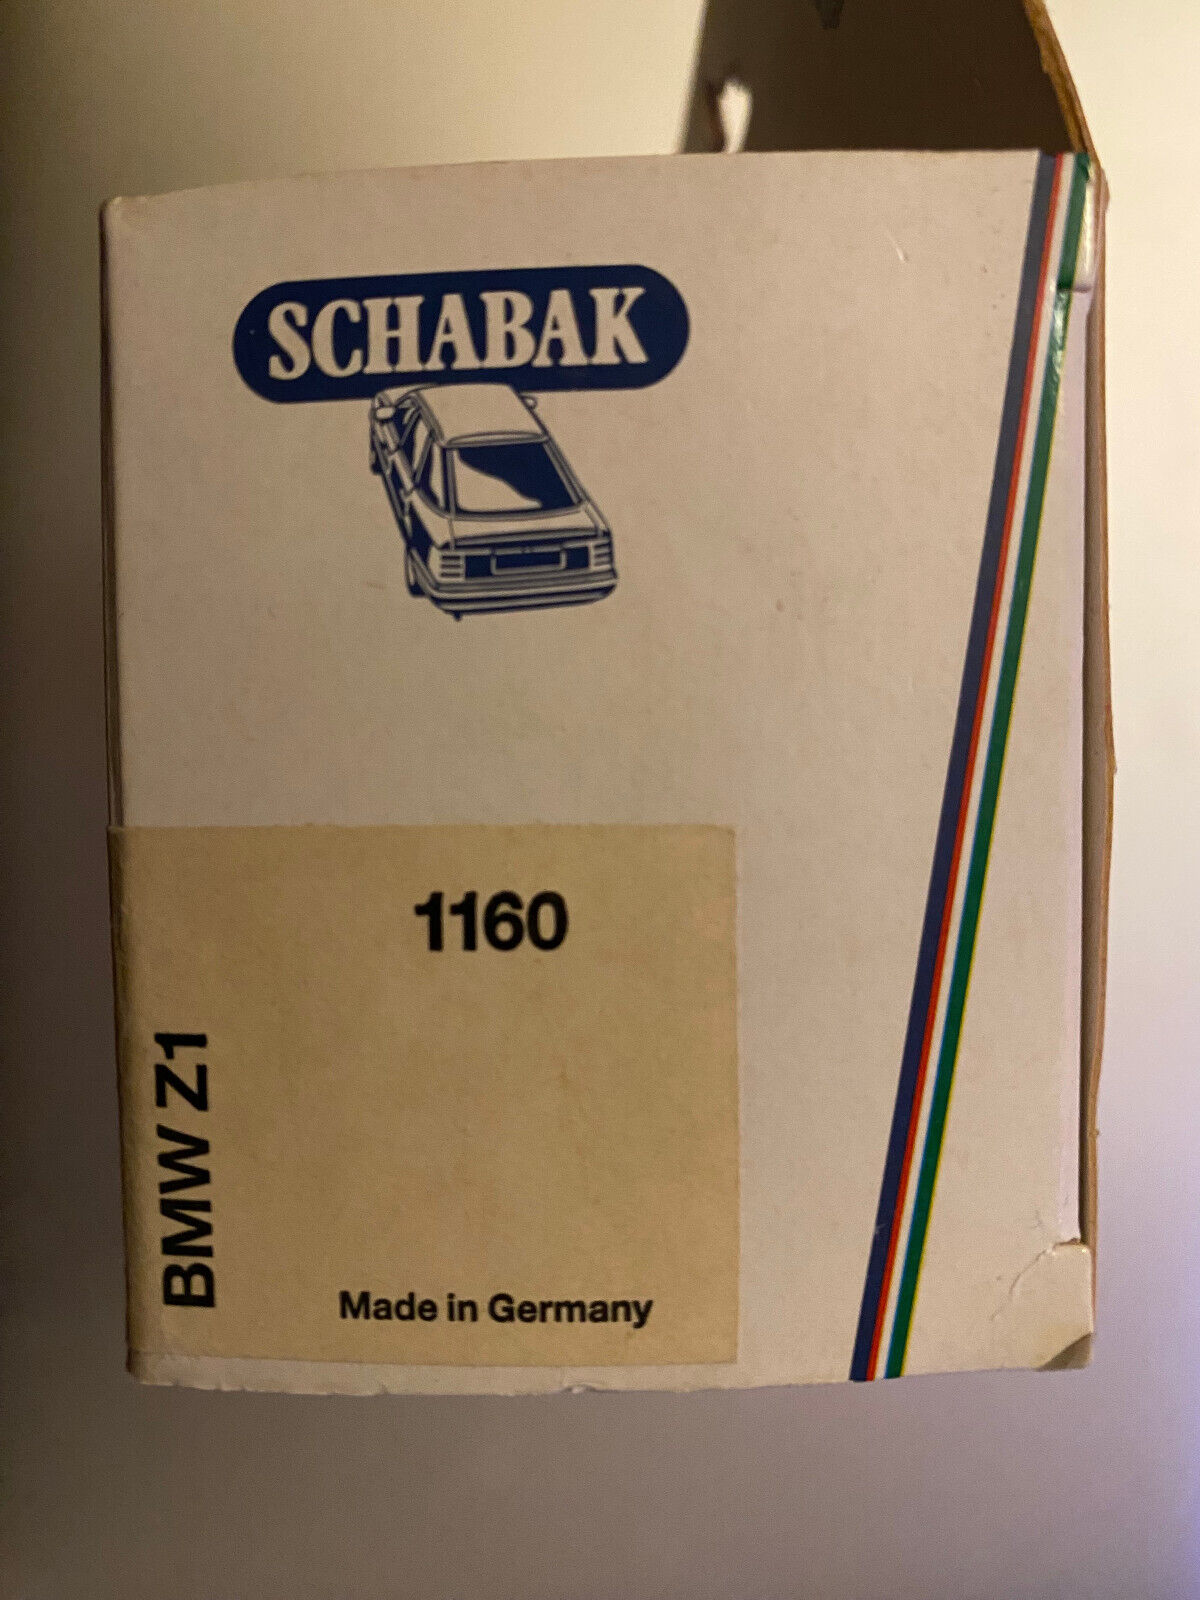 SCHABAK
1160
BMW Z1
Made in Germany